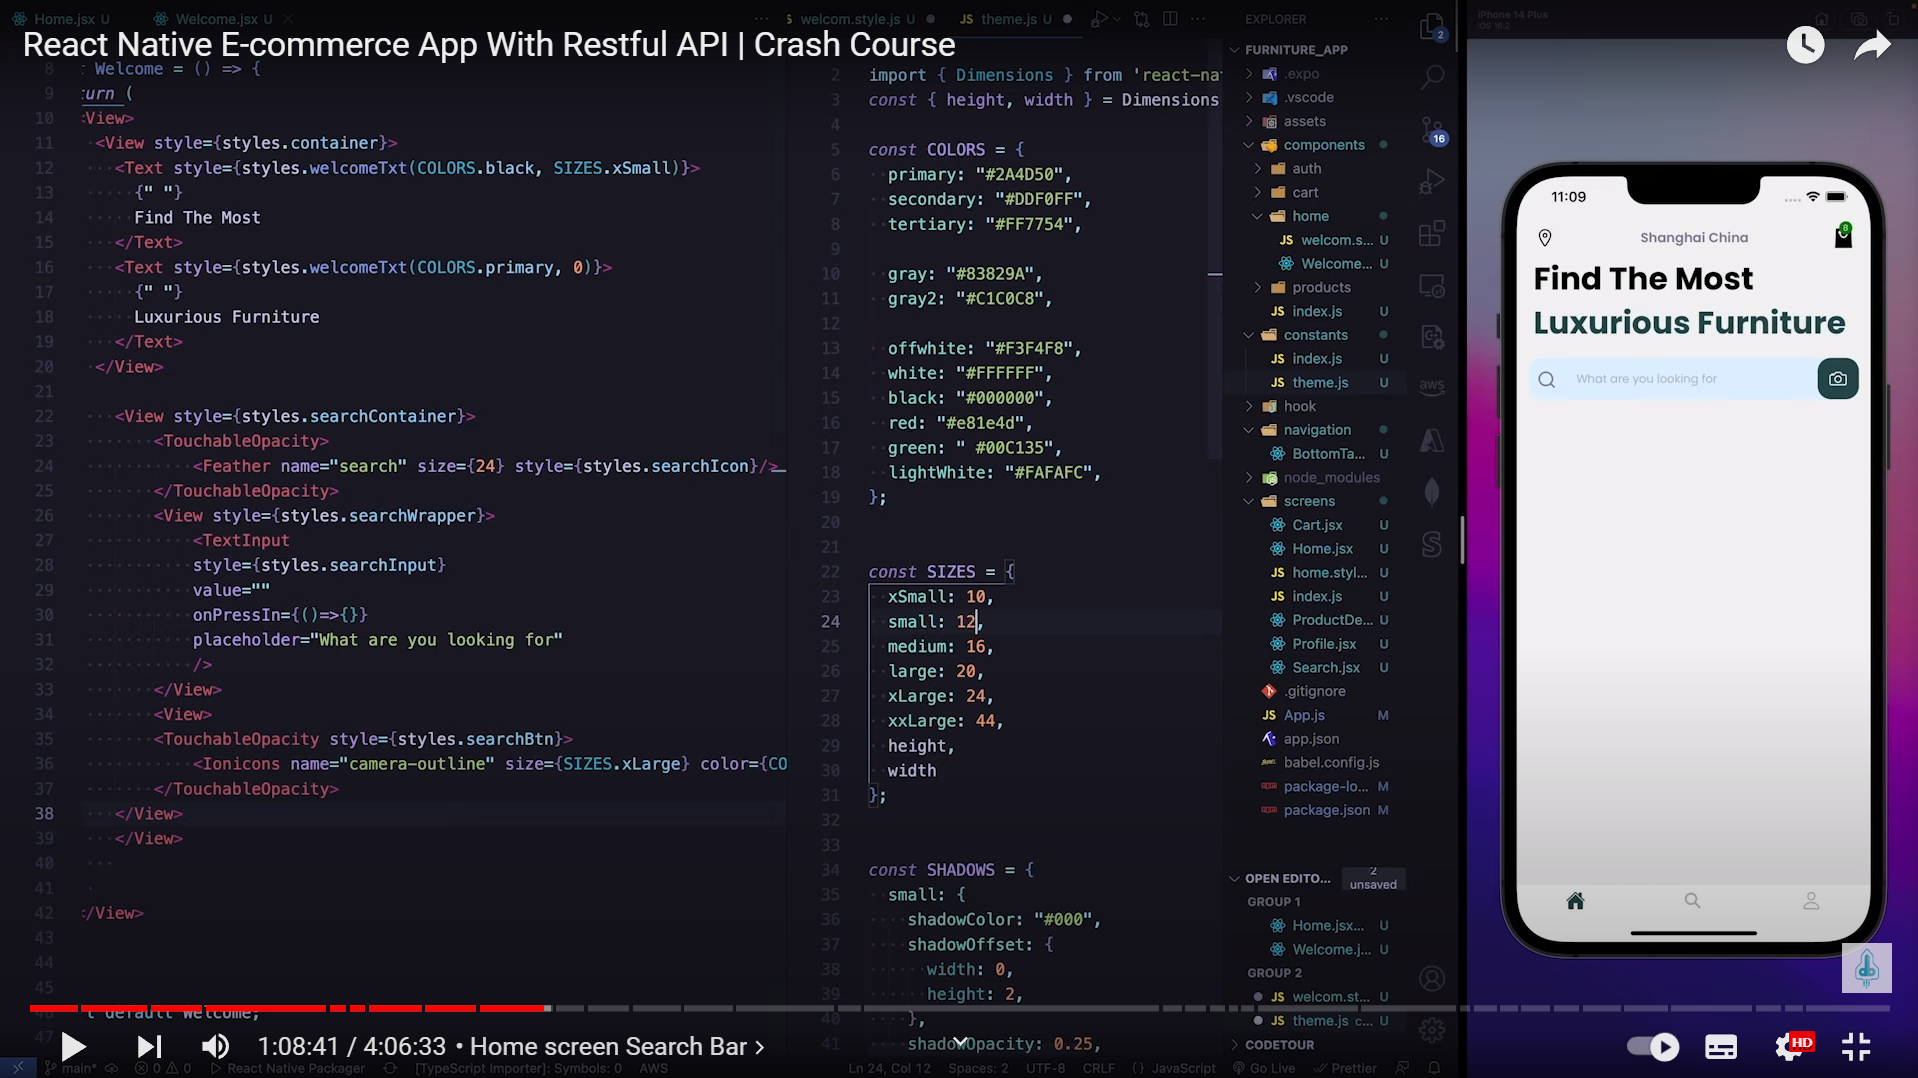 Home.jsx U
Welcome.jsx U
welcom.style.js U
theme.js U
React Native E-commerce App With Restful API | Crash Course
8 Welcome = () => {
9 urn (
10 View>
11 <View style={styles.container}>
12 <Text style={styles.welcomeTxt(COLORS.black, SIZES.xSmall)}>
13 {" "}
14 Find The Most
15 </Text>
16 <Text style={styles.welcomeTxt(COLORS.primary, 0)}>
17 {" "}
18 Luxurious Furniture
19 </Text>
20 </View>
21
22 <View style={styles.searchContainer}>
23 <TouchableOpacity>
24 <Feather name="search" size={24} style={styles.searchIcon}/>
25 </TouchableOpacity>
26 <View style={styles.searchWrapper}>
27 <TextInput
28 style={styles.searchInput}
29 value=""
30 onPressIn={()=>{}}
31 placeholder="What are you looking for"
32 />
33 </View>
34 <View>
35 <TouchableOpacity style={styles.searchBtn}>
36 <Ionicons name="camera-outline" size={SIZES.xLarge} color={CO
37 </TouchableOpacity>
38 </View>
39 </View>
40
41
42 </View>
43
44
t default Welcome;
47
2 import { Dimensions } from 'react-na
3 const { height, width } = Dimensions
4
5 const COLORS = {
6 primary: "#2A4D50",
7 secondary: "#DDF0FF",
8 tertiary: "#FF7754",
9
10 gray: "#83829A",
11 gray2: "#C1C0C8",
12
13 offwhite: "#F3F4F8",
14 white: "#FFFFFF",
15 black: "#000000",
16 red: "#e81e4d",
17 green: " #00C135",
18 lightWhite: "#FAFAFC",
19 };
20
21
22 const SIZES = {
23 xSmall: 10,
24 small: 12,
25 medium: 16,
26 large: 20,
27 xLarge: 24,
28 xxLarge: 44,
29 height,
30 width
31 };
32
33
34 const SHADOWS = {
35 small: {
36 shadowColor: "#000",
37 shadowOffset: {
38 width: 0,
39 height: 2,
40 },
41 shadowOpacity: 0.25,
EXPLORER
FURNITURE_APP
.expo
.vscode
assets
components
auth
cart
home
welcom.s... U
Welcome... U
products
index.js U
constants
index.js U
theme.js U
hook
navigation
BottomTa... U
node_modules
screens
Cart.jsx U
Home.jsx U
home.styl... U
index.js U
ProductDe... U
Profile.jsx U
Search.jsx U
.gitignore
App.js M
app.json
babel.config.js
package-lo... M
package.json M
OPEN EDITO... 2 unsaved
GROUP 1
Home.jsx... U
Welcome.j... U
GROUP 2
welcom.st... U
theme.js c... U
CODETOUR
2
16
aws
iPhone 14 Plus
iOS 16.2
11:09
Shanghai China
8
Find The Most
Luxurious Furniture
What are you looking for
1:08:41 / 4:06:33 • Home screen Search Bar >
HD
main*
0 0
React Native Packager
[TypeScript Importer]: Symbols: 0
AWS
Ln 24, Col 12
Spaces: 2
UTF-8
CRLF
{} JavaScript
Go Live
Prettier